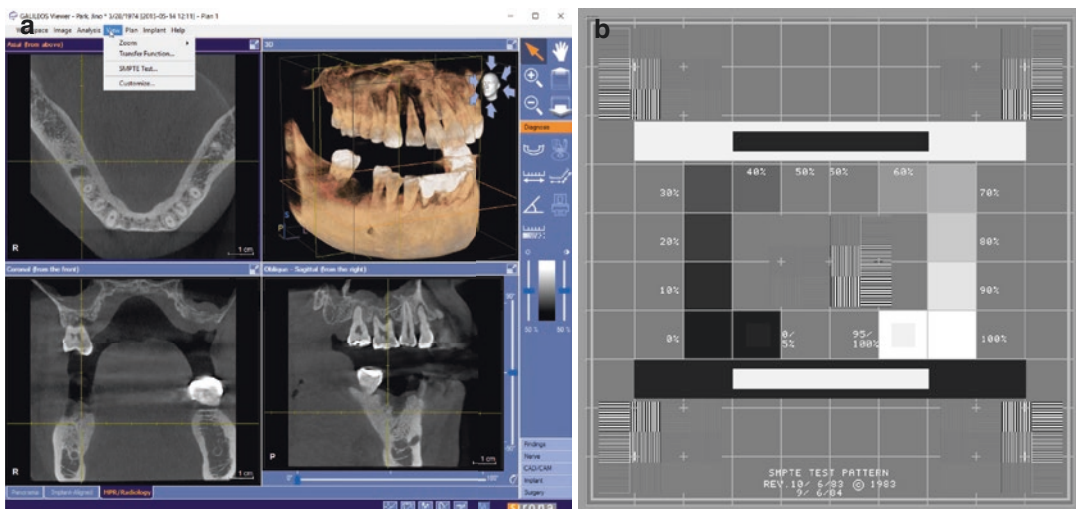 a
GALILEOS Viewer - Park, Jino * 3/28/1974 (2015-05-14 12:11) - Plan 1
Image Analysis View Plan Implant Help
Zoom
Transfer Function...
SMPTE Test...
Customize...
Axial (from above)
3D
R
1 cm
Diagnose
Coronal (from the front)
Oblique - Sagittal (from the right)
R
1 cm
P
1 cm
Findings
Nerve
CAD/CAM
Implant
Surgery
Panorama
Implant Aligned
MPR/Radiology
sirona
b
40% 50% 50% 60%
30% 70%
20% 80%
10% 90%
0% 0/ 95/ 100%
5% 100%
SMPTE TEST PATTERN
REV.10/ 6/83 © 1983
9/ 6/84